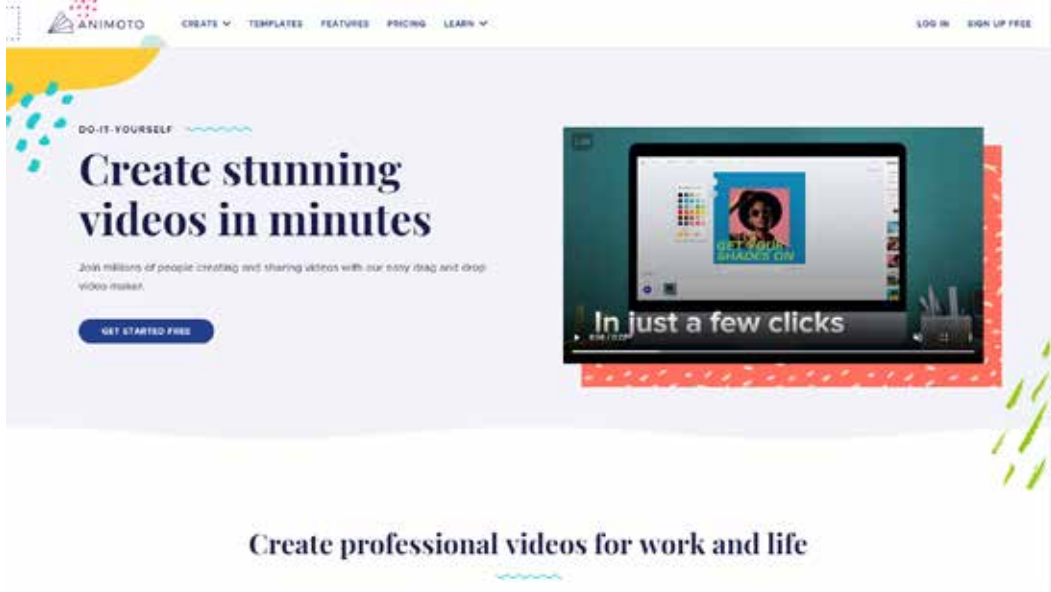 ANIMOTO
CREATE TEMPLATES FEATURES PRICING LEARN
LOG IN SIGN UP FREE
DO-IT-YOURSELF
Create stunning
videos in minutes
Join millions of people creating and sharing videos with our easy drag and drop
video maker.
GET STARTED FREE
GET YOUR
SHADES ON
In just a few clicks
Create professional videos for work and life